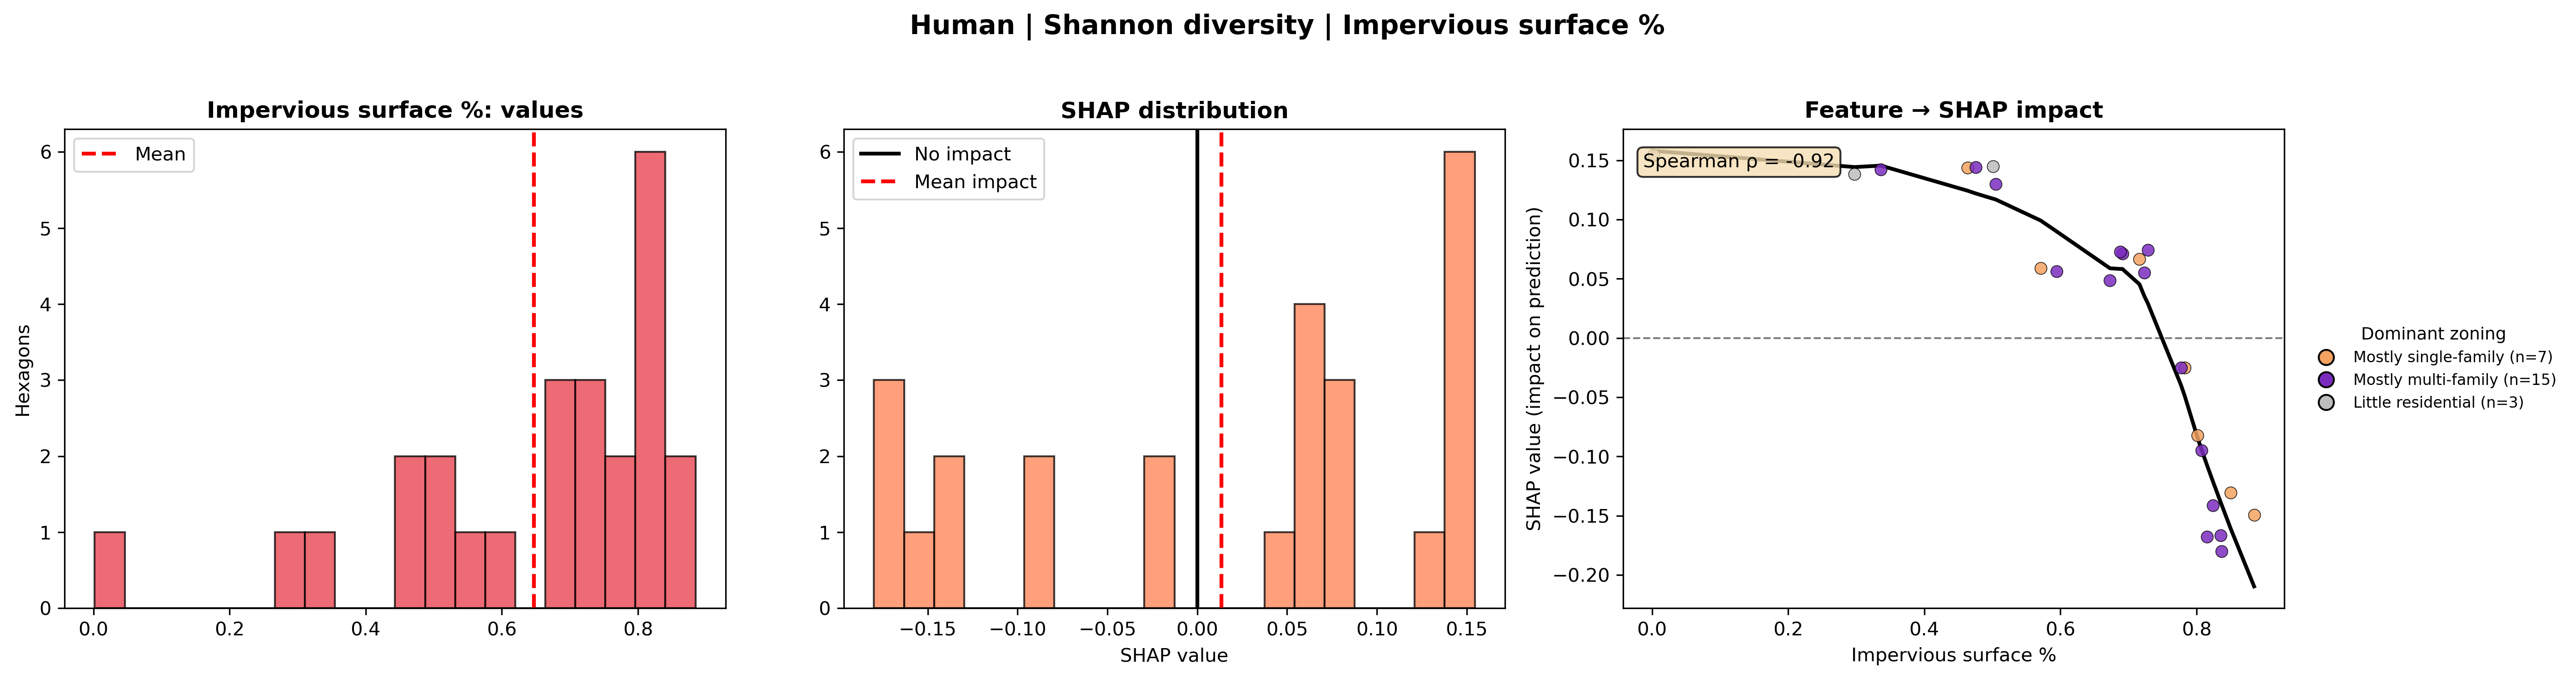 Human | Shannon diversity | Impervious surface %
Impervious surface %: values
Mean
6
5
4
3
2
1
0
Hexagons
0.0 0.2 0.4 0.6 0.8
SHAP distribution
No impact
Mean impact
6
5
4
3
2
1
0
−0.15 −0.10 −0.05 0.00 0.05 0.10 0.15
SHAP value
Feature → SHAP impact
Spearman ρ = -0.92
0.15
0.10
0.05
0.00
−0.05
−0.10
−0.15
−0.20
SHAP value (impact on prediction)
0.0 0.2 0.4 0.6 0.8
Impervious surface %
Dominant zoning
Mostly single-family (n=7)
Mostly multi-family (n=15)
Little residential (n=3)